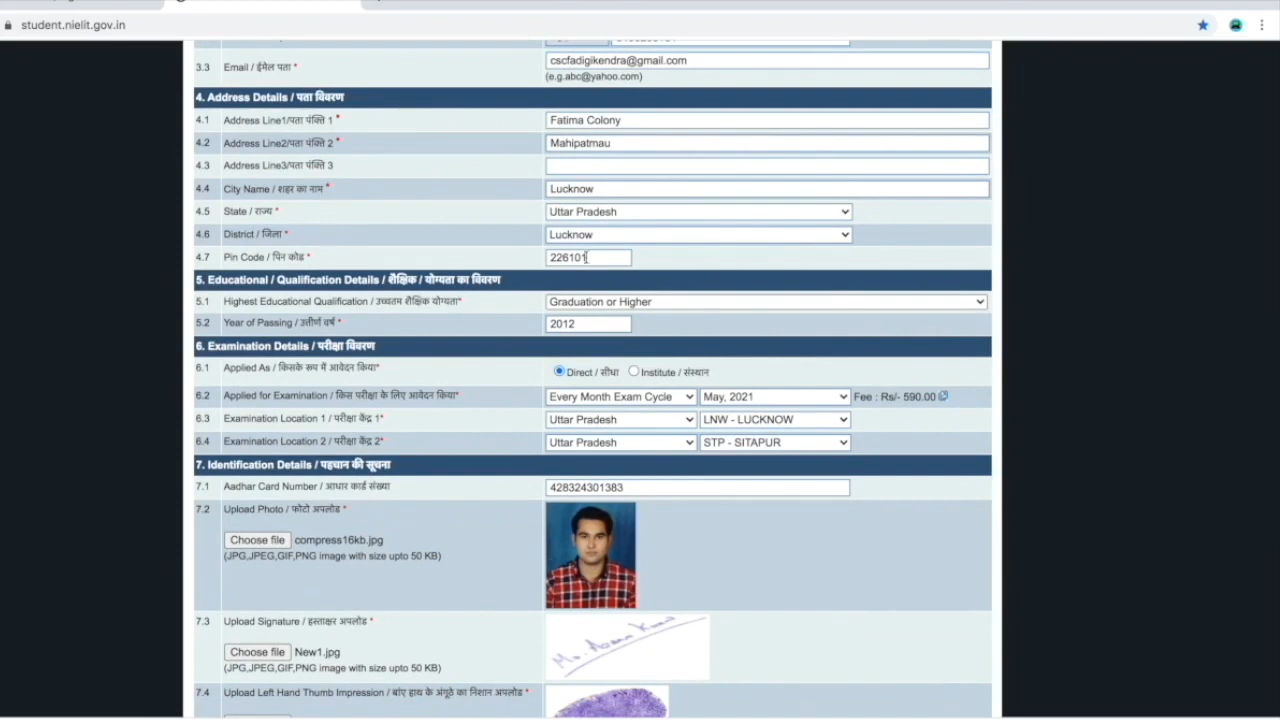 student.nielit.gov.in
3.3 Email / ईमेल पता * cscfadigikendra@gmail.com
(e.g.abc@yahoo.com)
4. Address Details / पता विवरण
4.1 Address Line1/पता पंक्ति 1 * Fatima Colony
4.2 Address Line2/पता पंक्ति 2 * Mahipatmau
4.3 Address Line3/पता पंक्ति 3
4.4 City Name / शहर का नाम * Lucknow
4.5 State / राज्य * Uttar Pradesh
4.6 District / जिला * Lucknow
4.7 Pin Code / पिन कोड * 226101
5. Educational / Qualification Details / शैक्षिक / योग्यता का विवरण
5.1 Highest Educational Qualification / उच्चतम शैक्षिक योग्यता* Graduation or Higher
5.2 Year of Passing / उत्तीर्ण वर्ष * 2012
6. Examination Details / परीक्षा विवरण
6.1 Applied As / किसके रूप में आवेदन किया* Direct / सीधा Institute / संस्थान
6.2 Applied for Examination / किस परीक्षा के लिए आवेदन किया* Every Month Exam Cycle May, 2021 Fee : Rs/- 590.00
6.3 Examination Location 1 / परीक्षा केंद्र 1* Uttar Pradesh LNW - LUCKNOW
6.4 Examination Location 2 / परीक्षा केंद्र 2* Uttar Pradesh STP - SITAPUR
7. Identification Details / पहचान की सूचना
7.1 Aadhar Card Number / आधार कार्ड संख्या 428324301383
7.2 Upload Photo / फोटो अपलोड *
Choose file compress16kb.jpg
(JPG,JPEG,GIF,PNG image with size upto 50 KB)
7.3 Upload Signature / हस्ताक्षर अपलोड *
Choose file New1.jpg
(JPG,JPEG,GIF,PNG image with size upto 50 KB)
7.4 Upload Left Hand Thumb Impression / बांए हाथ के अंगूठे का निशान अपलोड *